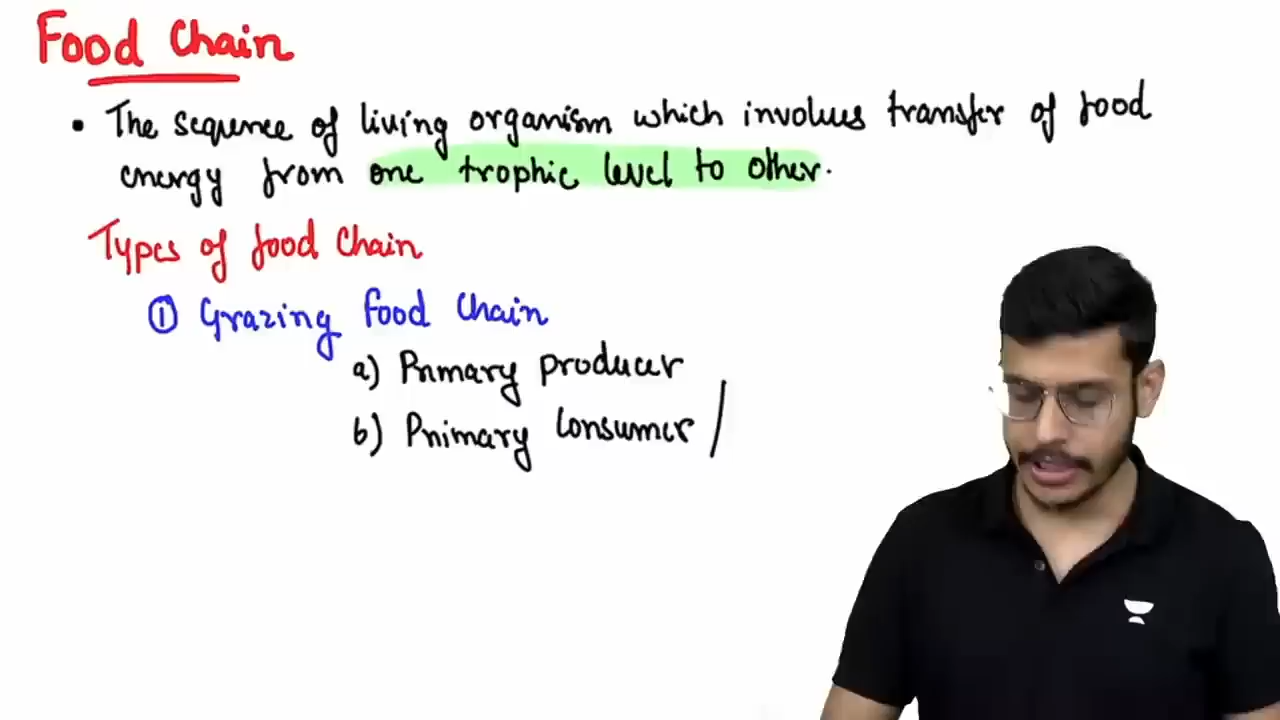 Food Chain
• The sequence of living organism which involves transfer of food
energy from one trophic level to other.
Types of food chain
① Grazing food chain
a) Primary producer
b) Primary consumer /